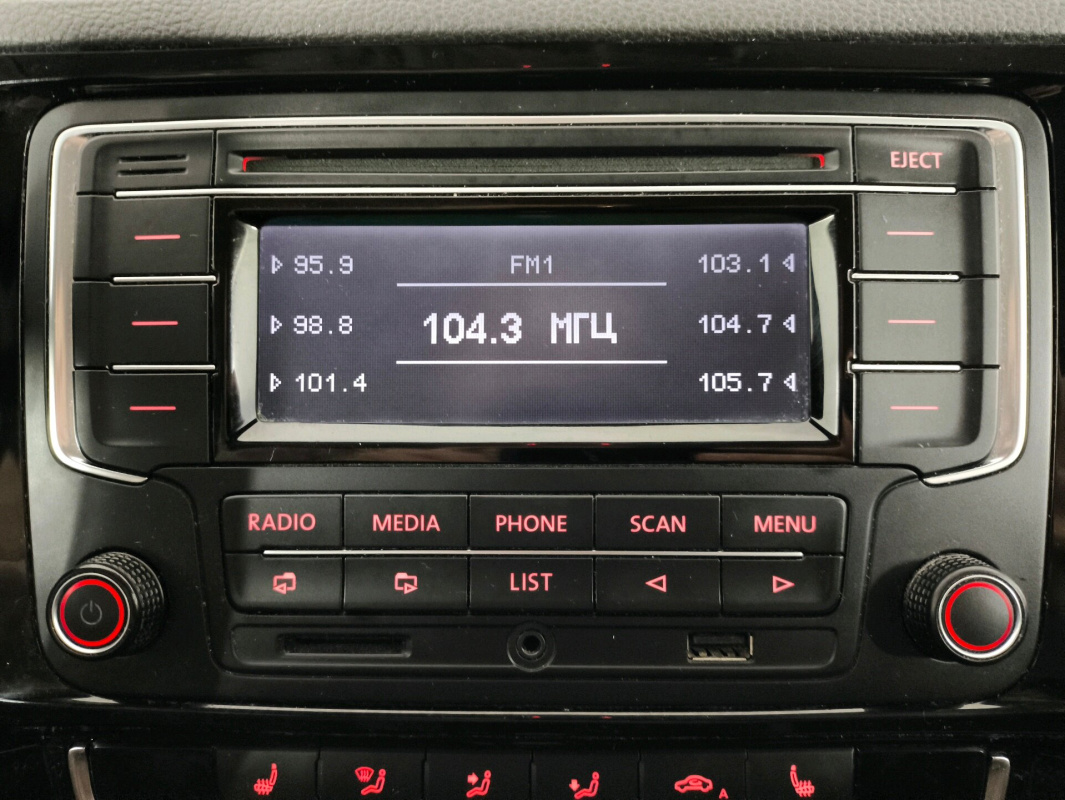 EJECT
95.9 FM1 103.1
98.8 104.3 МГЦ 104.7
101.4 105.7
RADIO MEDIA PHONE SCAN MENU
LIST
A